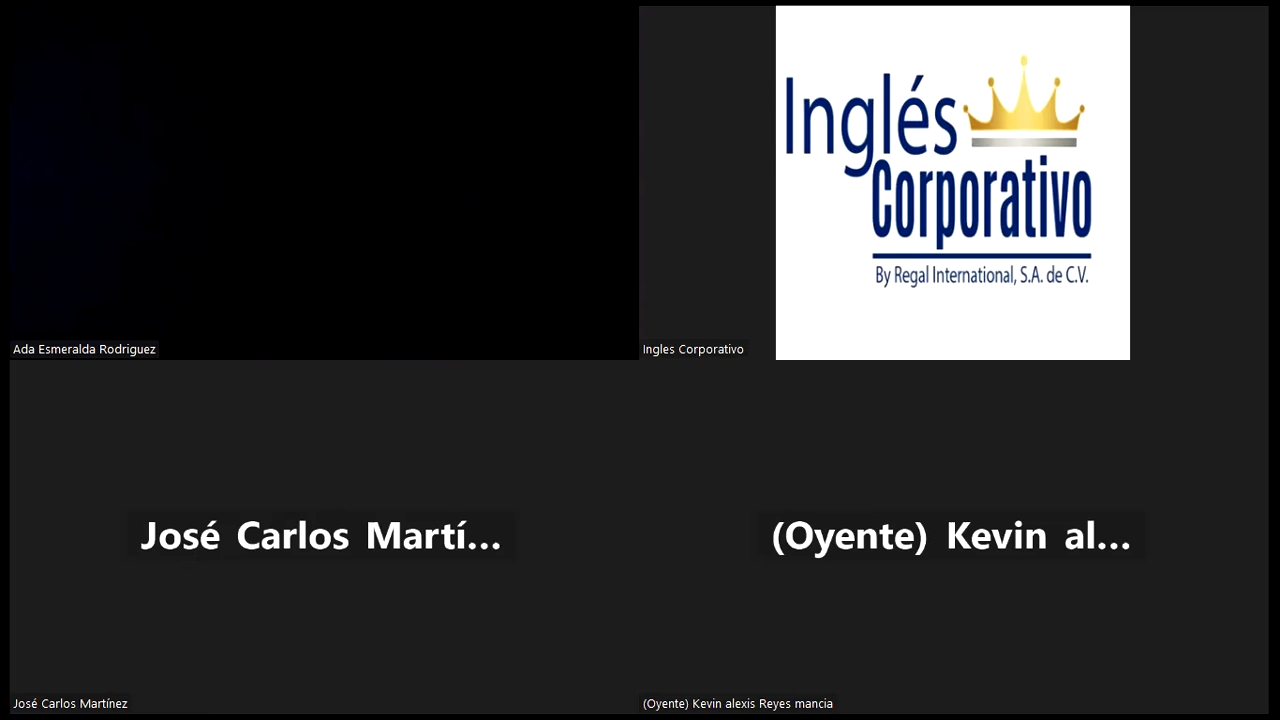 Inglés
Corporativo
By Regal International, S.A. de C.V.
Ada Esmeralda Rodriguez
Ingles Corporativo
José Carlos Martí...
(Oyente) Kevin al...
José Carlos Martínez
(Oyente) Kevin alexis Reyes mancia